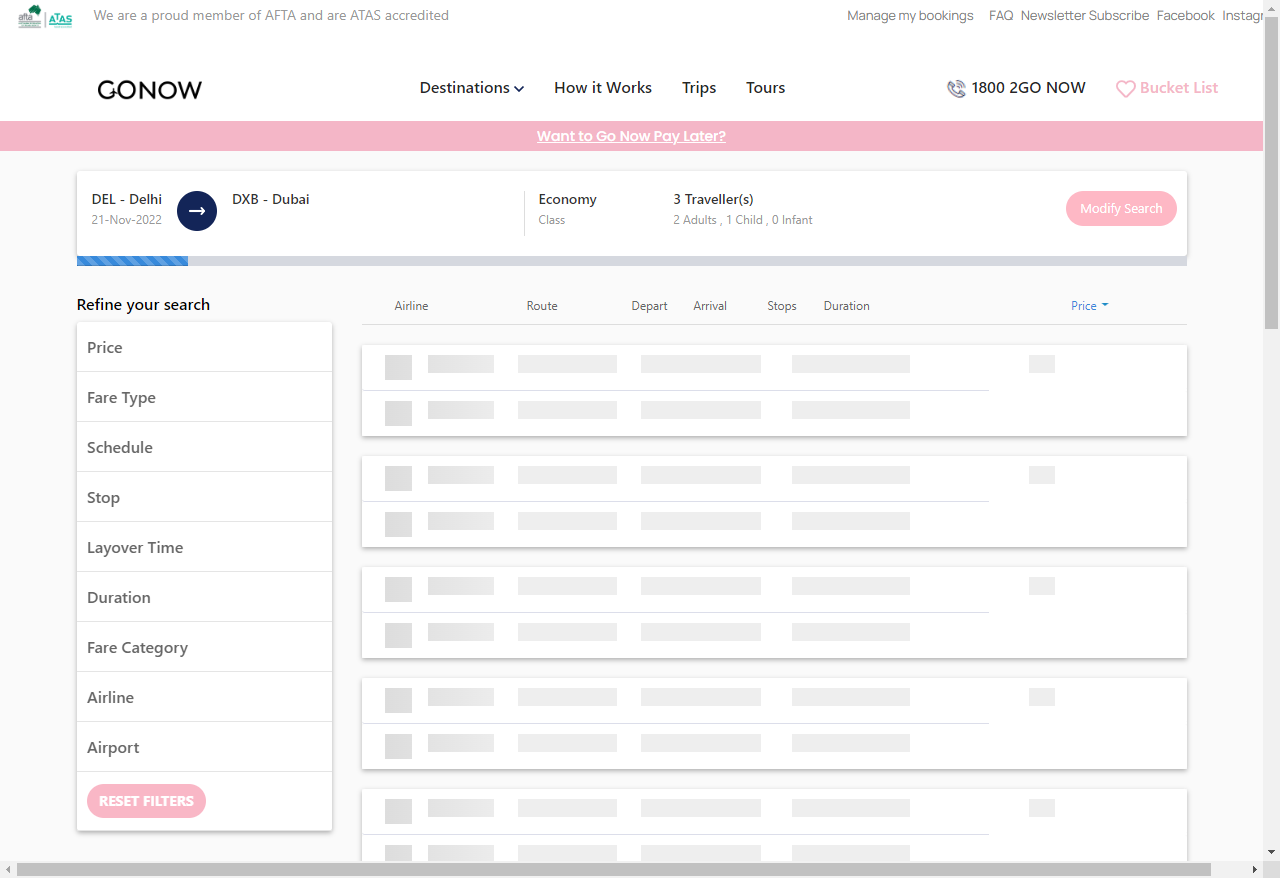 afta ATAS We are a proud member of AFTA and are ATAS accredited Manage my bookings FAQ Newsletter Subscribe Facebook Instagr
GONOW Destinations How it Works Trips Tours 1800 2GO NOW Bucket List
Want to Go Now Pay Later?
DEL - Delhi DXB - Dubai Economy 3 Traveller(s) Modify Search
21-Nov-2022 Class 2 Adults , 1 Child , 0 Infant
Refine your search Airline Route Depart Arrival Stops Duration Price
Price
Fare Type
Schedule
Stop
Layover Time
Duration
Fare Category
Airline
Airport
RESET FILTERS